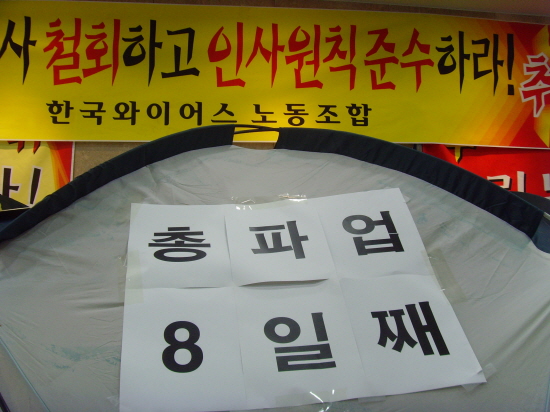 사 철회하고 인사원칙준수하라!
한국와이어스 노동조합
총파업
8일째